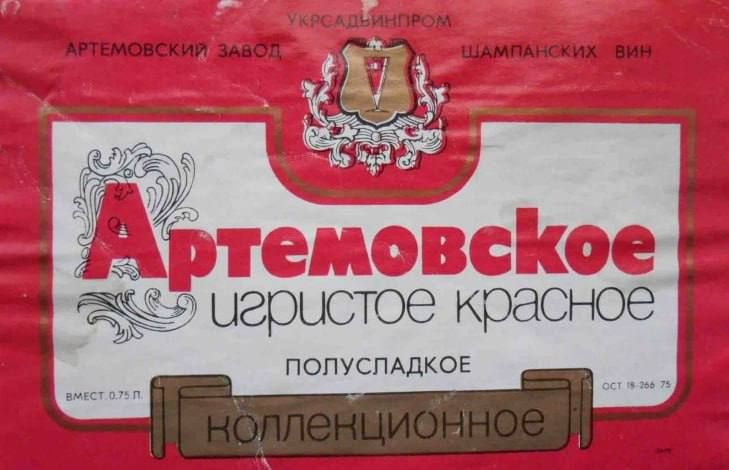 УКРСАДВИНПРОМ
АРТЕМОВСКИЙ ЗАВОД ШАМПАНСКИХ ВИН
Артемовское
игристое красное
ПОЛУСЛАДКОЕ
ВМЕСТ. 0.75 Л. ОСТ 18-266 75
КОЛЛЕКЦИОННОЕ